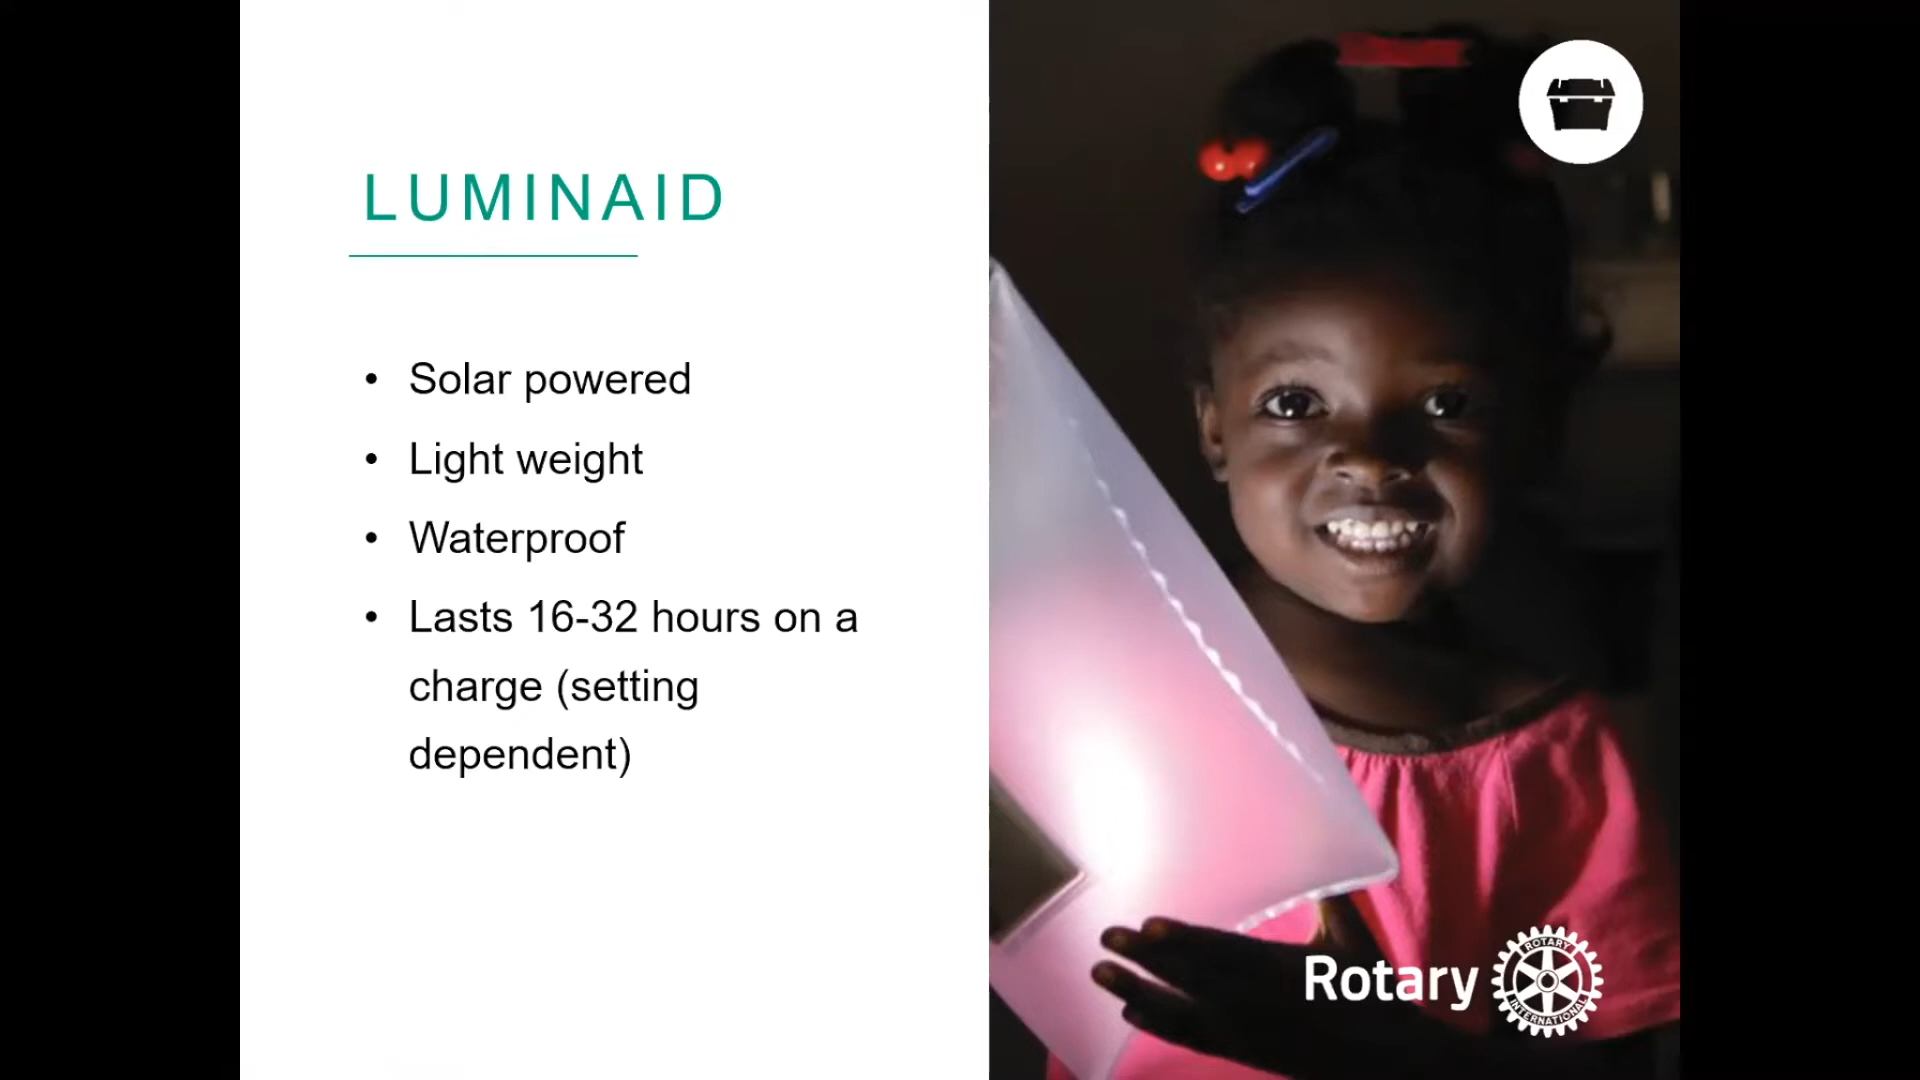 LUMINAID
• Solar powered
• Light weight
• Waterproof
• Lasts 16-32 hours on a
charge (setting
dependent)
Rotary
ROTARY
INTERNATIONAL